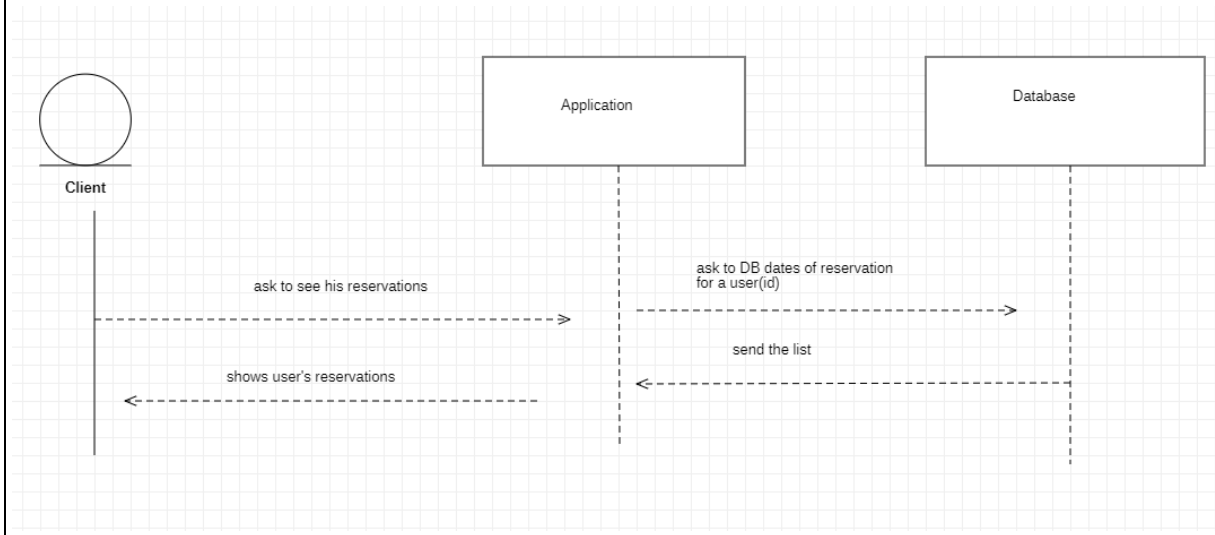 Application
Database
Client
ask to see his reservations
ask to DB dates of reservation
for a user(id)
send the list
shows user's reservations